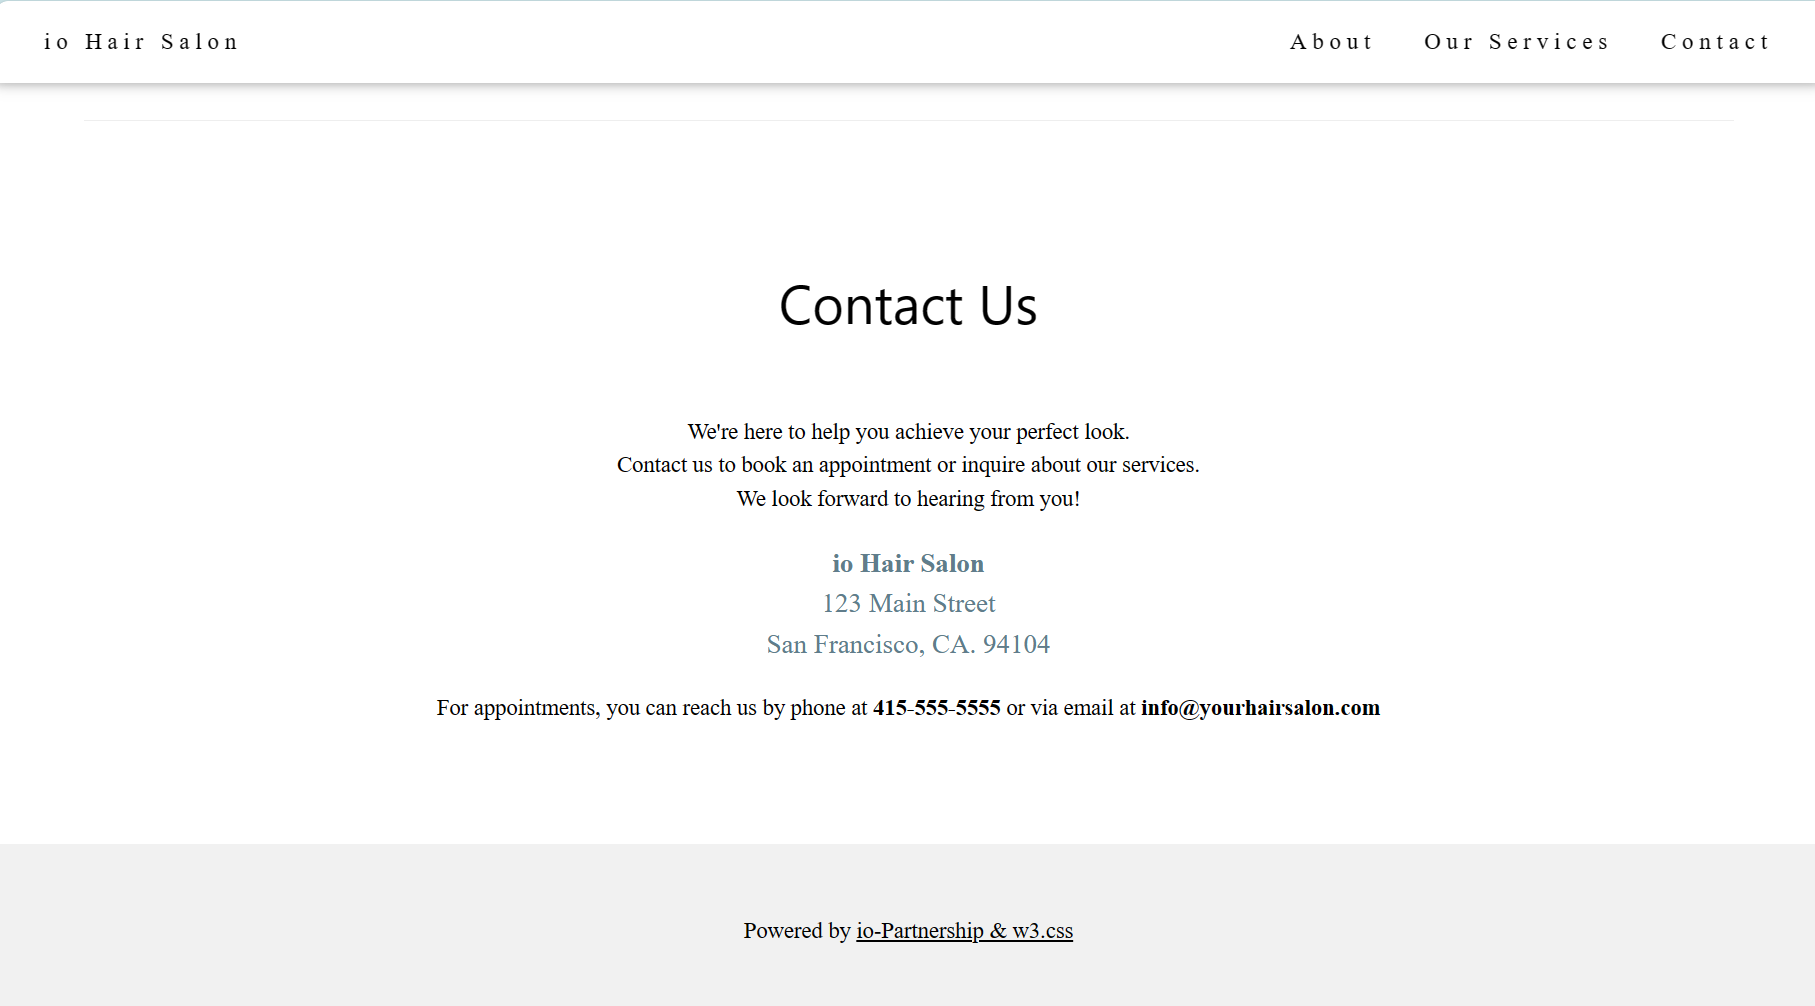 io Hair Salon
About
Our Services
Contact
Contact Us
We're here to help you achieve your perfect look.
Contact us to book an appointment or inquire about our services.
We look forward to hearing from you!
io Hair Salon
123 Main Street
San Francisco, CA. 94104
For appointments, you can reach us by phone at 415-555-5555 or via email at info@yourhairsalon.com
Powered by io-Partnership & w3.css